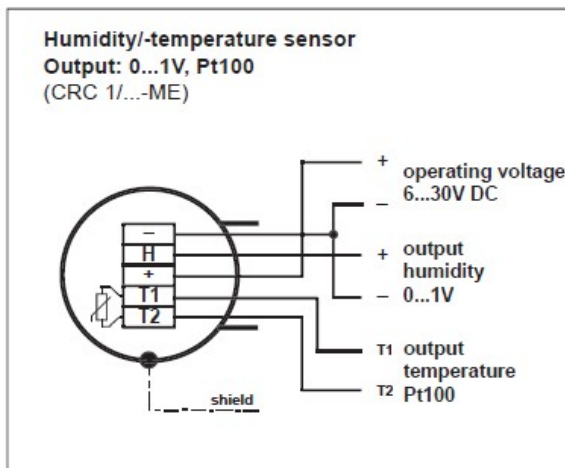 Humidity/-temperature sensor
Output: 0...1V, Pt100
(CRC 1/...-ME)
–
H
+
T1
T2
shield
+ operating voltage
– 6...30V DC
+ output
humidity
– 0...1V
T1 output
temperature
T2 Pt100